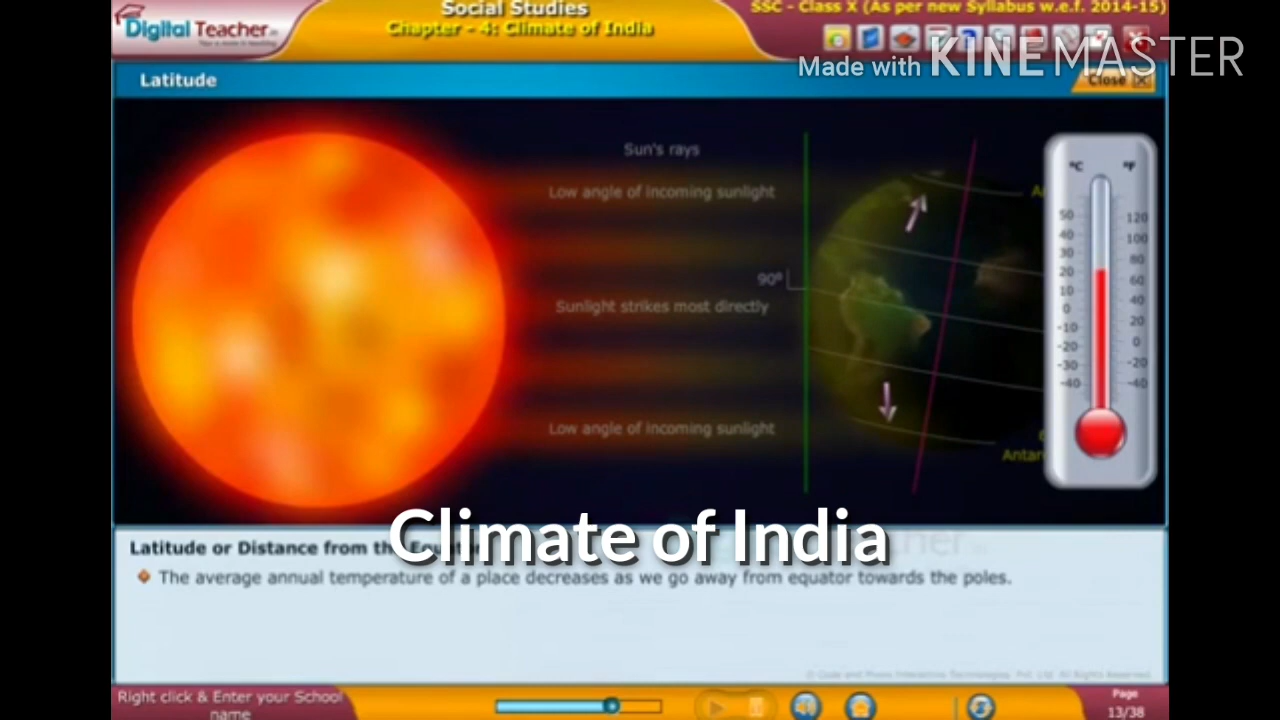 Social Studies
SSC - Class X (As per new Syllabus w.e.f. 2014-15)
Digital Teacher
Chapter - 4: Climate of India
Made with KINEMASTER
Latitude
Close
Sun's rays
°C °F
Low angle of incoming sunlight
50 120
40 100
30 80
20 60
10 40
0 20
-10 0
-20 -20
-30 -40
-40
90°
Sunlight strikes most directly
Low angle of incoming sunlight
Antar
Climate of India
Latitude or Distance from the Equator
The average annual temperature of a place decreases as we go away from equator towards the poles.
Right click & Enter your School
name
Page
13/38